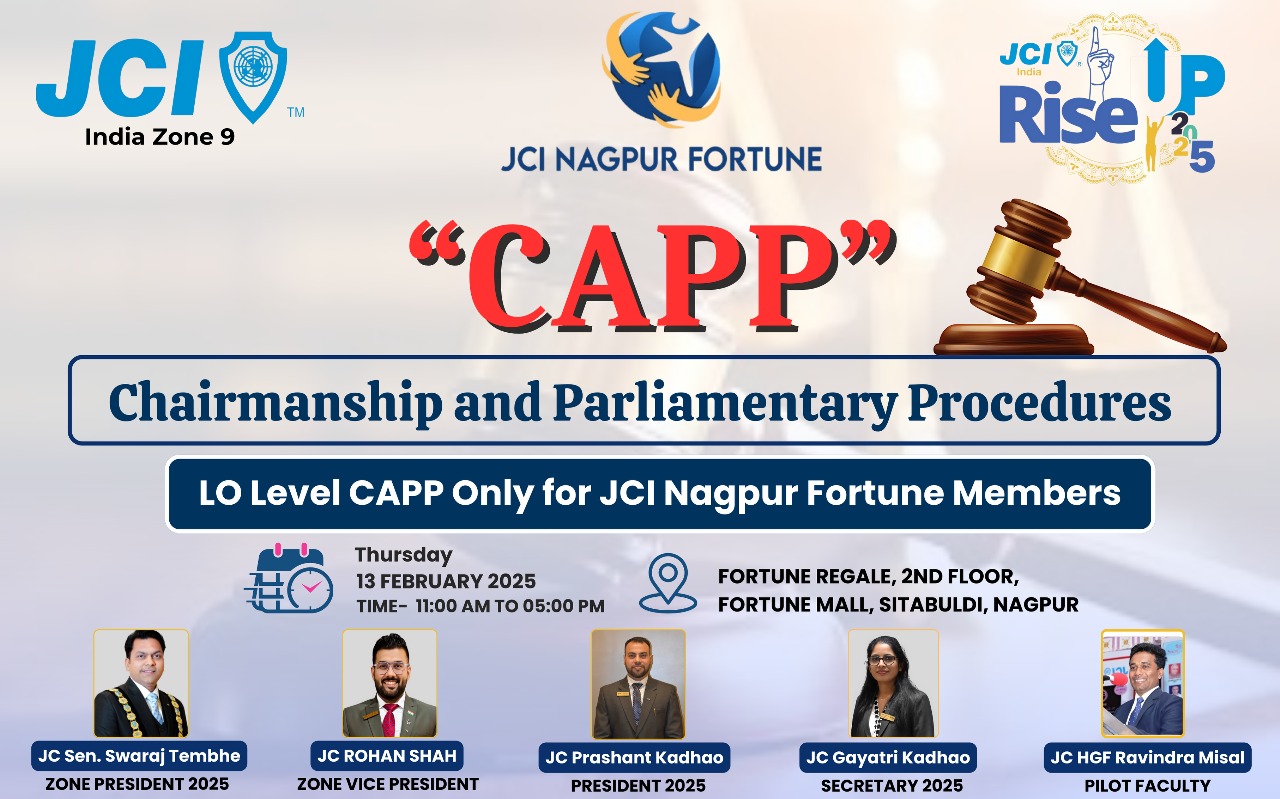 JCI
TM
India Zone 9
JCI NAGPUR FORTUNE
JCI
India
Rise UP
2025
“CAPP”
Chairmanship and Parliamentary Procedures
LO Level CAPP Only for JCI Nagpur Fortune Members
Thursday
13 FEBRUARY 2025
TIME- 11:00 AM TO 05:00 PM
FORTUNE REGALE, 2ND FLOOR,
FORTUNE MALL, SITABULDI, NAGPUR
JC Sen. Swaraj Tembhe
ZONE PRESIDENT 2025
JC ROHAN SHAH
ZONE VICE PRESIDENT
JC Prashant Kadhao
PRESIDENT 2025
JC Gayatri Kadhao
SECRETARY 2025
JC HGF Ravindra Misal
PILOT FACULTY